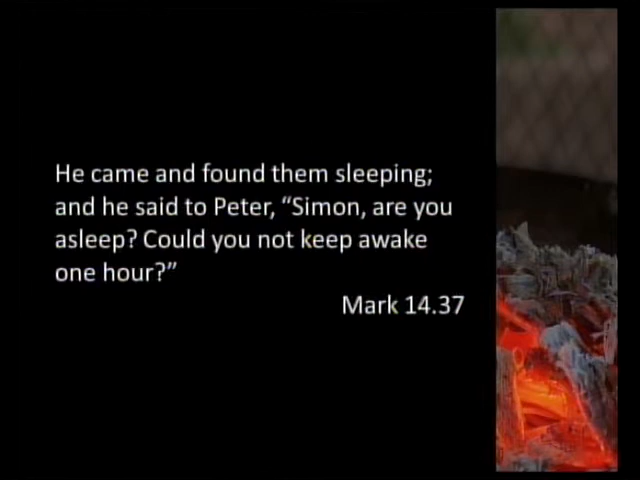 He came and found them sleeping;
and he said to Peter, “Simon, are you
asleep? Could you not keep awake
one hour?”
Mark 14.37